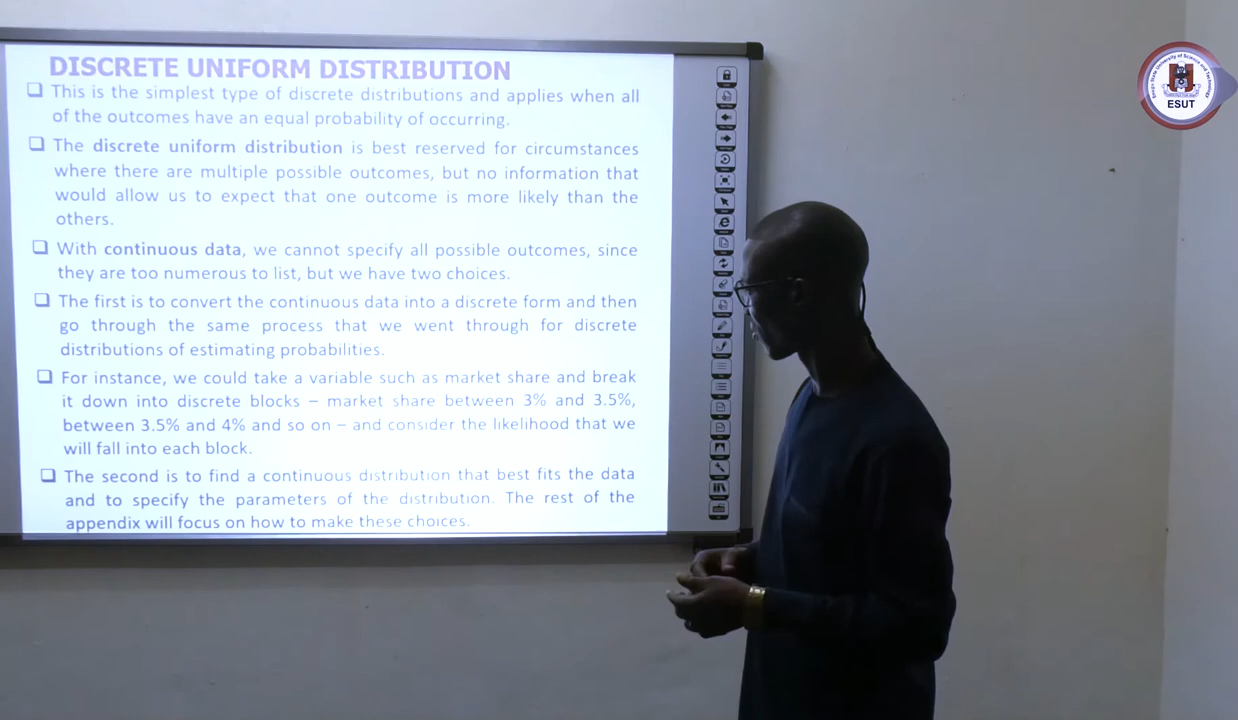 DISCRETE UNIFORM DISTRIBUTION
❑ This is the simplest type of discrete distributions and applies when all
of the outcomes have an equal probability of occurring.
❑ The discrete uniform distribution is best reserved for circumstances
where there are multiple possible outcomes, but no information that
would allow us to expect that one outcome is more likely than the
others.
❑ With continuous data, we cannot specify all possible outcomes, since
they are too numerous to list, but we have two choices.
❑ The first is to convert the continuous data into a discrete form and then
go through the same process that we went through for discrete
distributions of estimating probabilities.
❑ For instance, we could take a variable such as market share and break
it down into discrete blocks – market share between 3% and 3.5%,
between 3.5% and 4% and so on – and consider the likelihood that we
will fall into each block.
❑ The second is to find a continuous distribution that best fits the data
and to specify the parameters of the distribution. The rest of the
appendix will focus on how to make these choices.
Enugu State University of Science and Technology
ESUT